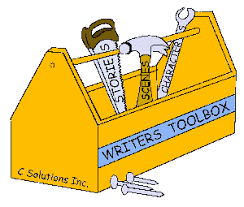 STORIES
SCENES
CHARACTER
WRITERS TOOLBOX
C Solutions Inc.